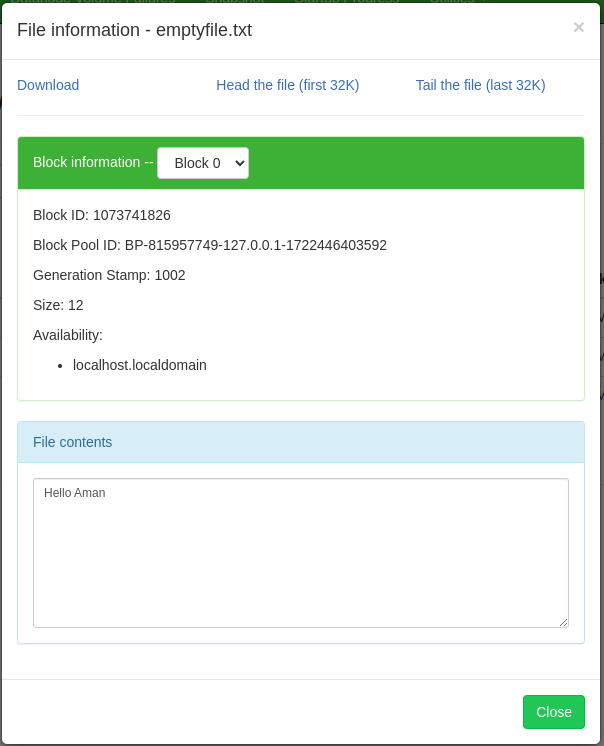 File information - emptyfile.txt
×
Download Head the file (first 32K) Tail the file (last 32K)
Block information -- Block 0
Block ID: 1073741826
Block Pool ID: BP-815957749-127.0.0.1-1722446403592
Generation Stamp: 1002
Size: 12
Availability:
• localhost.localdomain
File contents
Hello Aman
Close